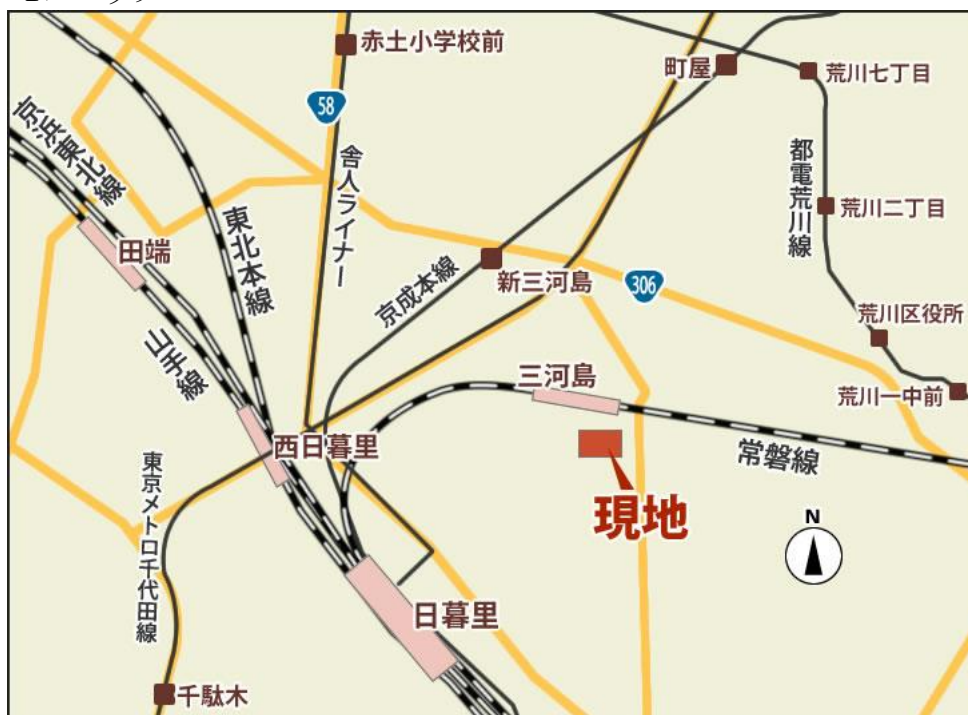 赤土小学校前
町屋
荒川七丁目
58
京浜東北線
舎人ライナー
都電荒川線
荒川二丁目
東北本線
田端
京成本線
新三河島
306
荒川区役所
山手線
三河島
荒川一中前
西日暮里
常磐線
東京メトロ千代田線
現地
N
日暮里
千駄木